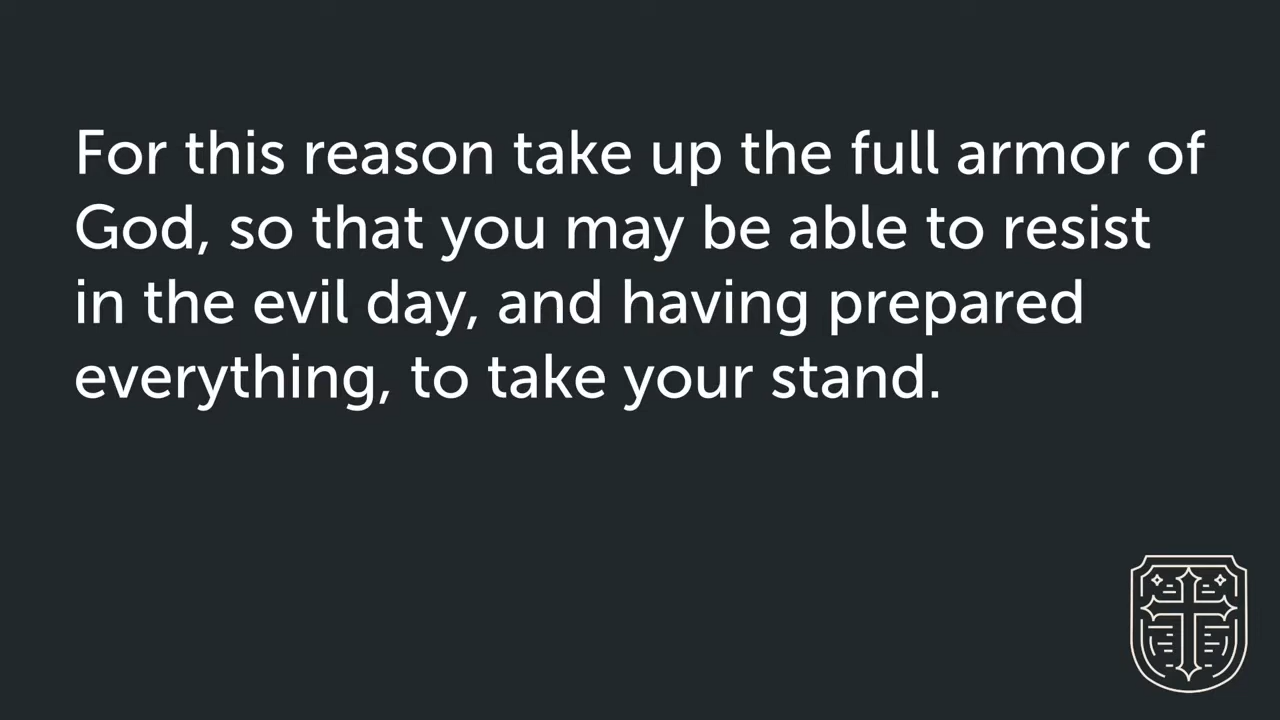 For this reason take up the full armor of
God, so that you may be able to resist
in the evil day, and having prepared
everything, to take your stand.